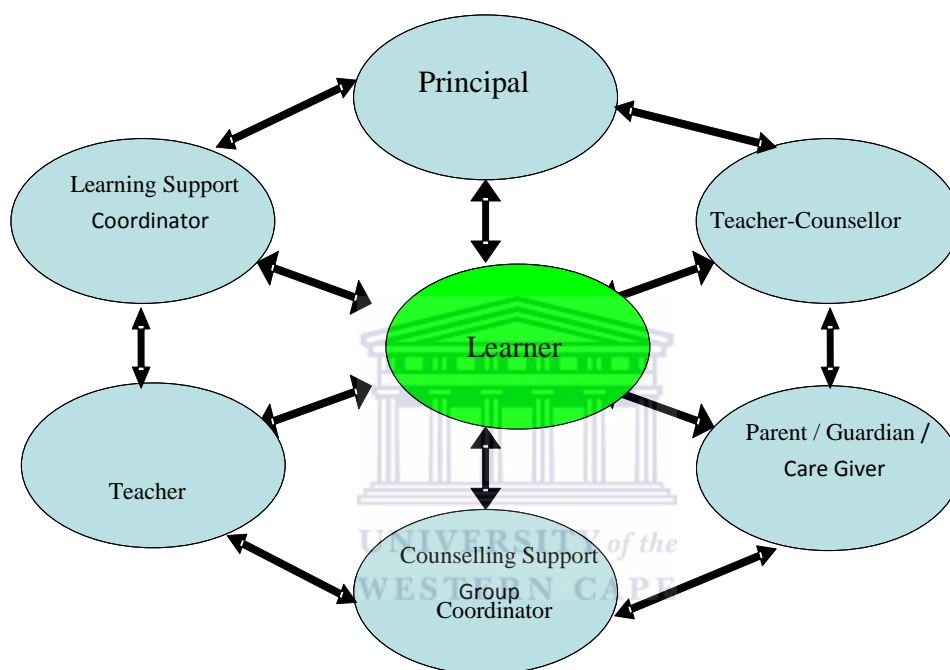 Principal
Learning Support
Coordinator
Teacher-Counsellor
Learner
Parent / Guardian /
Care Giver
Teacher
UNIVERSITY of the
WESTERN CAPE
Counselling Support
Group
Coordinator